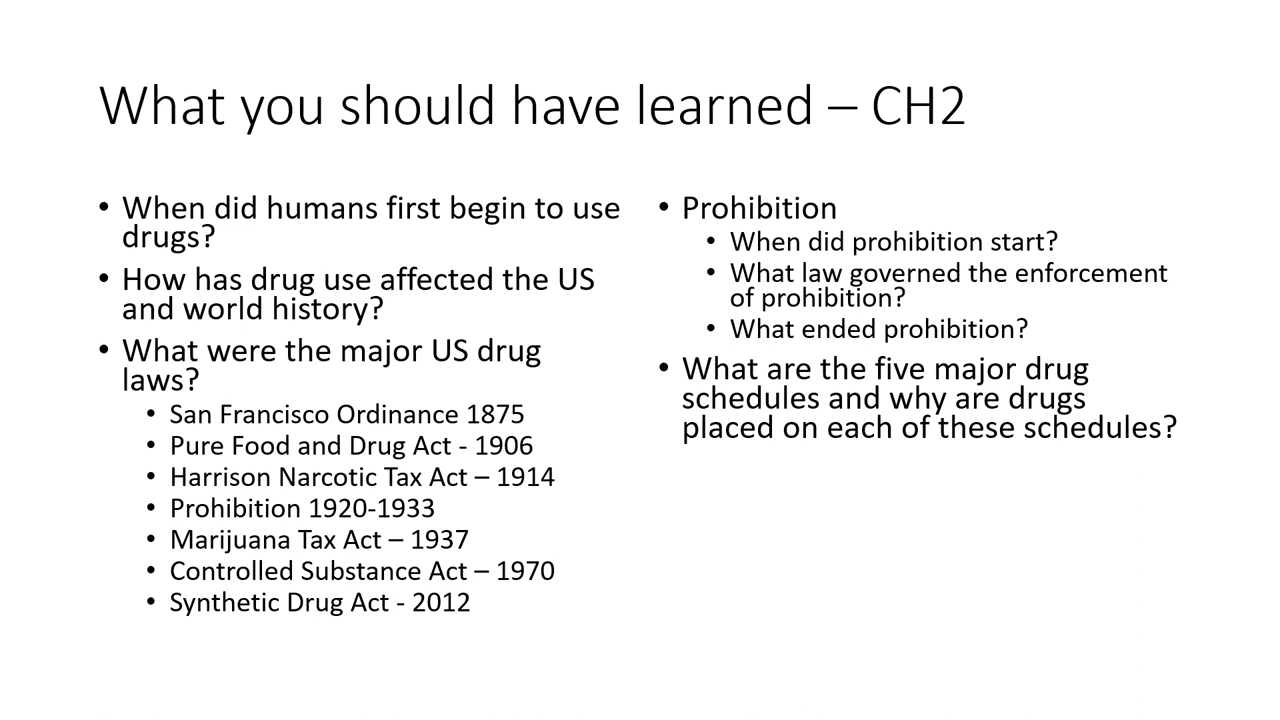 What you should have learned – CH2
• When did humans first begin to use
drugs?
• How has drug use affected the US
and world history?
• What were the major US drug
laws?
• San Francisco Ordinance 1875
• Pure Food and Drug Act - 1906
• Harrison Narcotic Tax Act – 1914
• Prohibition 1920-1933
• Marijuana Tax Act – 1937
• Controlled Substance Act – 1970
• Synthetic Drug Act - 2012
• Prohibition
• When did prohibition start?
• What law governed the enforcement
of prohibition?
• What ended prohibition?
• What are the five major drug
schedules and why are drugs
placed on each of these schedules?